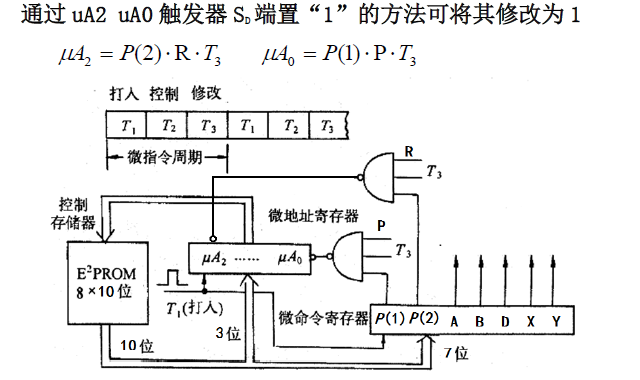 通过 uA2 uA0 触发器 S_D 端置“1”的方法可将其修改为 1
μA₂ = P(2)·R·T₃ μA₀ = P(1)·P·T₃
打入 控制 修改
T₁ T₂ T₃ T₁ T₂ T₃
微指令周期
R
T₃
控制
存储器
微地址寄存器
P
T₃
μA₂ …… μA₀
E²PROM
8×10位
T₁(打入)
微命令寄存器
P(1) P(2) A B D X Y
3位
10位
7位